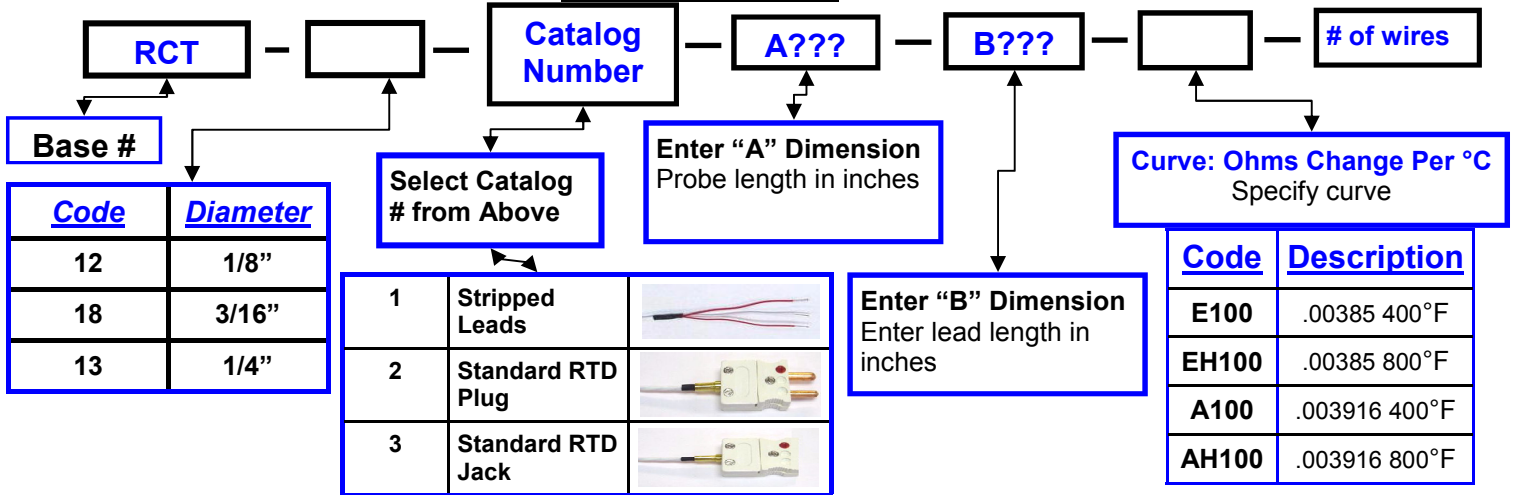 RCT – – Catalog Number – A??? – B??? – – # of wires
Base #
Code Diameter
12 1/8”
18 3/16”
13 1/4”
Select Catalog
# from Above
1 Stripped
Leads
2 Standard RTD
Plug
3 Standard RTD
Jack
Enter “A” Dimension
Probe length in inches
Enter “B” Dimension
Enter lead length in
inches
Curve: Ohms Change Per °C
Specify curve
Code Description
E100 .00385 400°F
EH100 .00385 800°F
A100 .003916 400°F
AH100 .003916 800°F